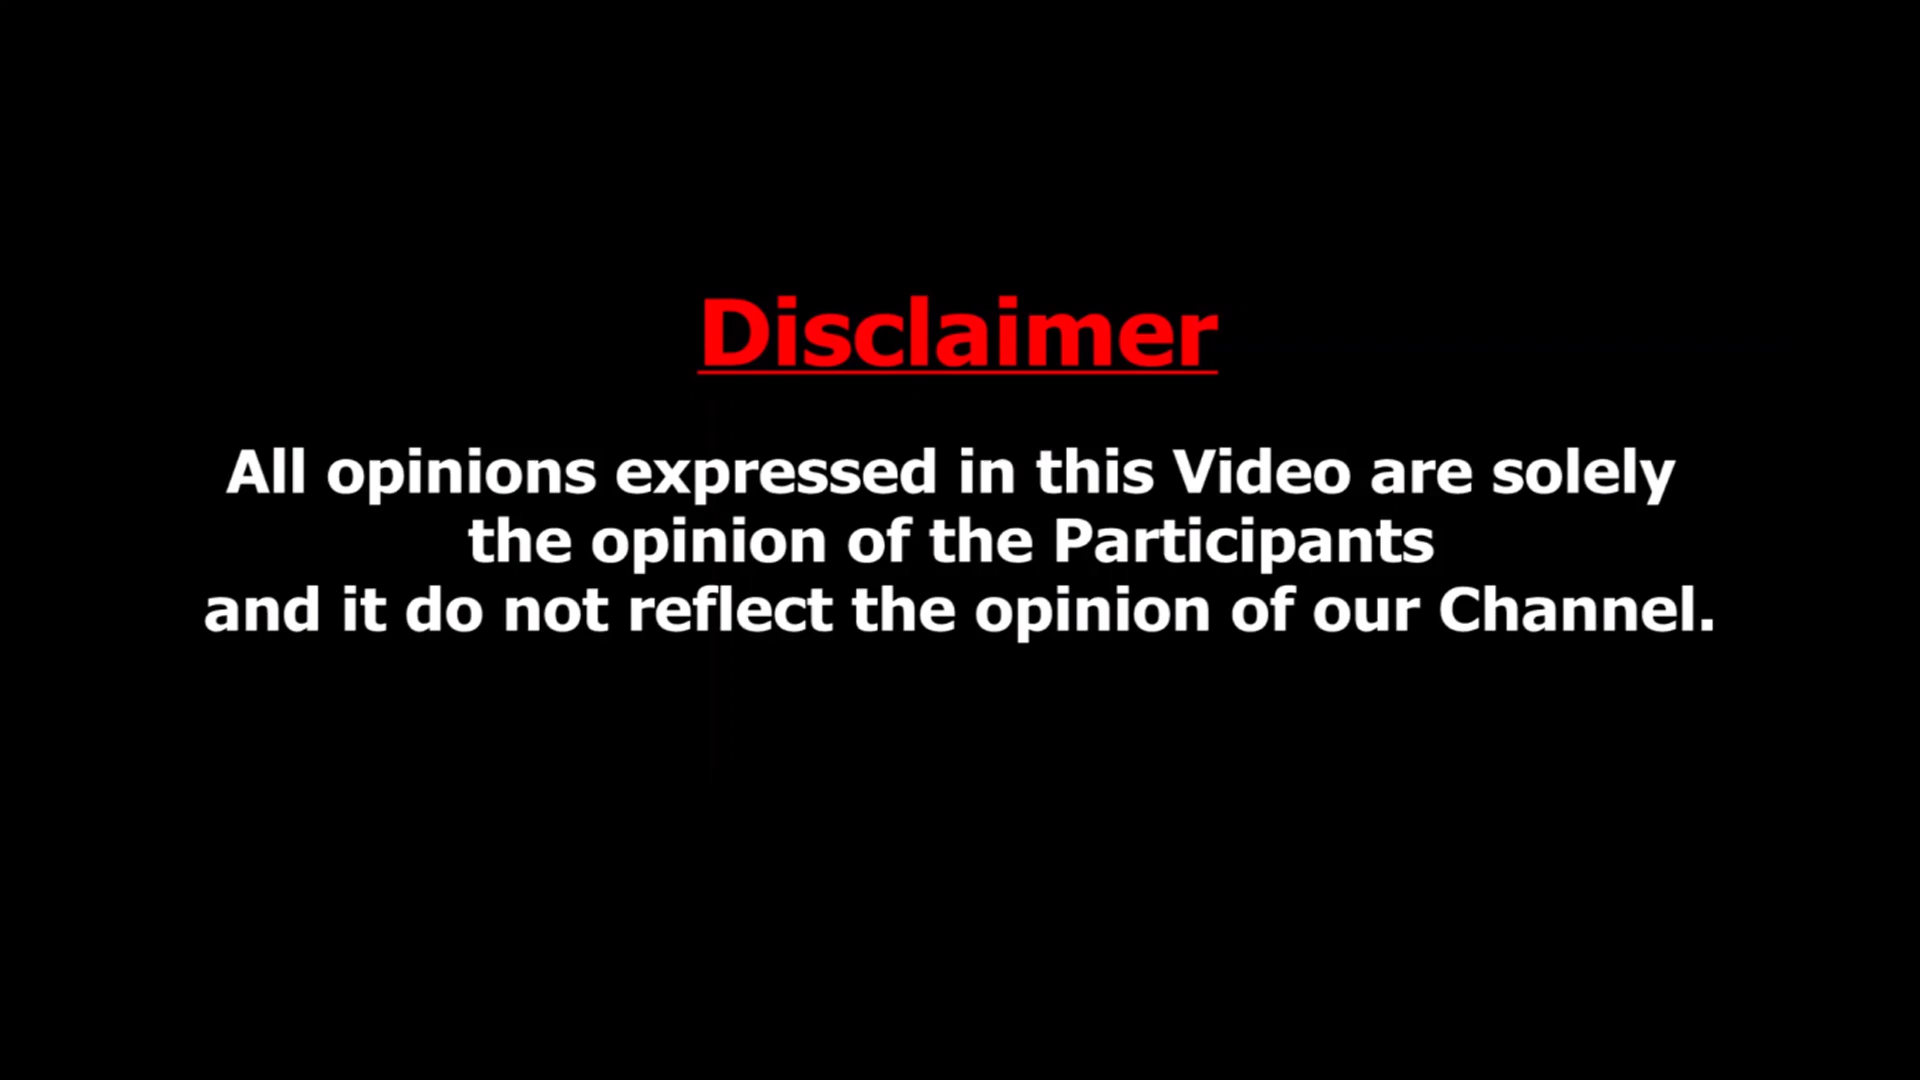 Disclaimer
All opinions expressed in this Video are solely
the opinion of the Participants
and it do not reflect the opinion of our Channel.